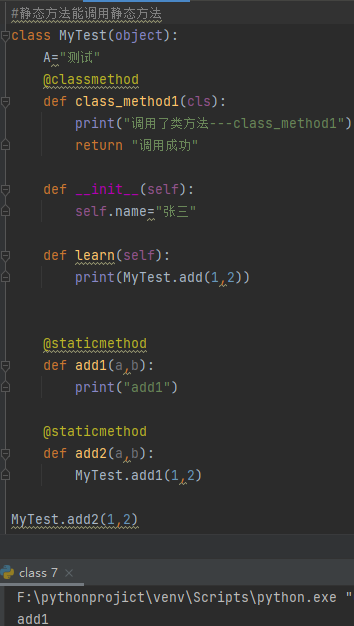 #静态方法能调用静态方法
class MyTest(object):
    A="测试"
    @classmethod
    def class_method1(cls):
        print("调用了类方法---class_method1")
        return "调用成功"
    def __init__(self):
        self.name="张三"
    def learn(self):
        print(MyTest.add(1,2))
    @staticmethod
    def add1(a,b):
        print("add1")
    @staticmethod
    def add2(a,b):
        MyTest.add1(1,2)
MyTest.add2(1,2)
class 7 ×
F:\pythonprojict\venv\Scripts\python.exe "
add1